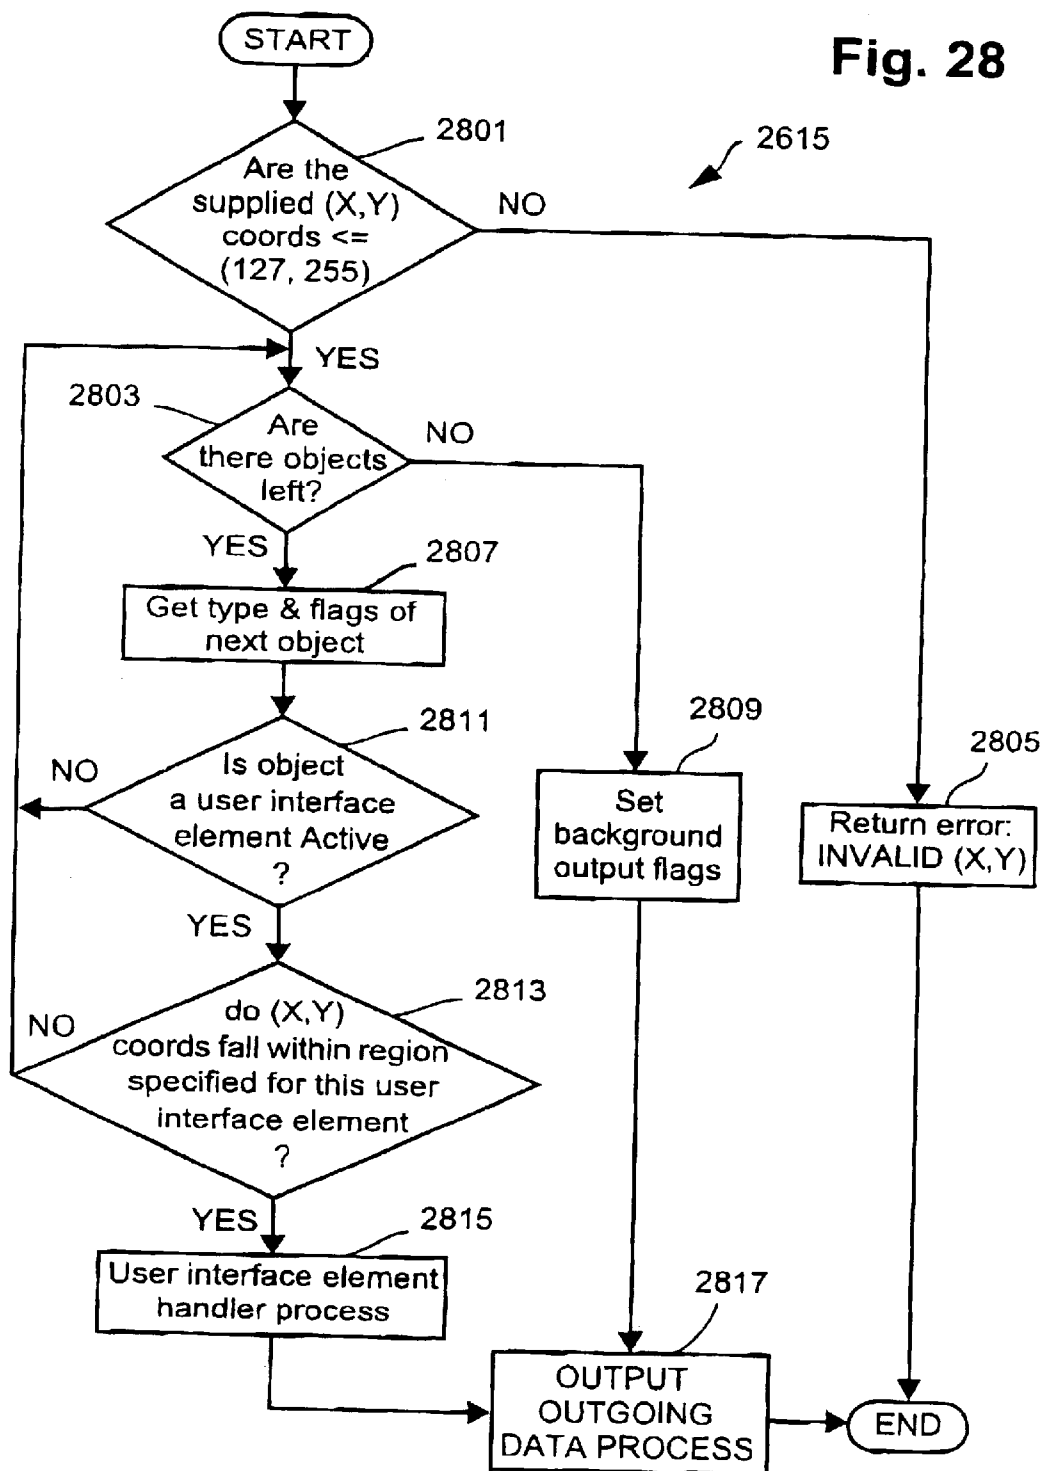 START
Fig. 28
2801
2615
Are the
supplied (X,Y)
coords <=
(127, 255)
NO
YES
2803
Are
there objects
left?
NO
YES
2807
Get type & flags of
next object
2811
Is object
a user interface
element Active
?
NO
YES
2809
Set
background
output flags
2805
Return error:
INVALID (X,Y)
2813
do (X,Y)
coords fall within region
specified for this user
interface element
?
NO
YES
2815
User interface element
handler process
2817
OUTPUT
OUTGOING
DATA PROCESS
END